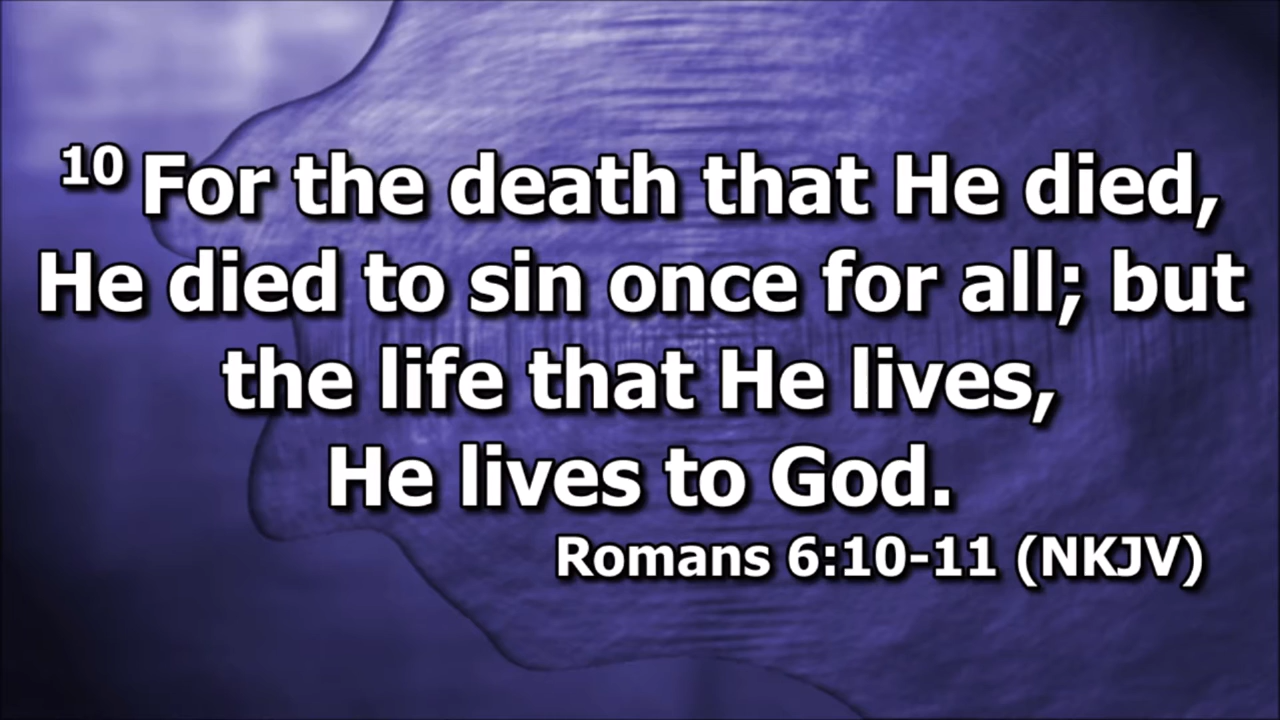 10 For the death that He died,
He died to sin once for all; but
the life that He lives,
He lives to God.
Romans 6:10-11 (NKJV)